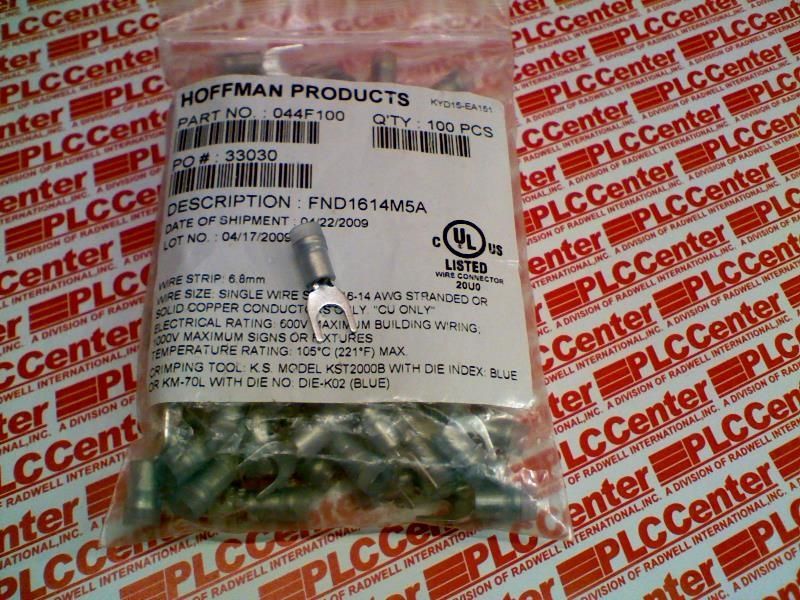 HOFFMAN PRODUCTS
KYD15-EA151
PART NO. : 044F100
Q'TY : 100 PCS
PO # : 33030
DESCRIPTION : FND1614M5A
DATE OF SHIPMENT : 04/22/2009
LOT NO. : 04/17/2009
C UL US
LISTED
WIRE CONNECTOR
20U0
WIRE STRIP: 6.8mm
WIRE SIZE: SINGLE WIRE 6-14 AWG STRANDED OR
SOLID COPPER CONDUCTORS ONLY. "CU ONLY"
ELECTRICAL RATING: 600V MAXIMUM BUILDING WIRING;
1000V MAXIMUM SIGNS OR FIXTURES
TEMPERATURE RATING: 105°C (221°F) MAX.
CRIMPING TOOL: K.S. MODEL KST2000B WITH DIE INDEX: BLUE
OR KM-70L WITH DIE NO: DIE-K02 (BLUE)
PLCCenter
A DIVISION OF RADWELL INTERNATIONAL, INC.